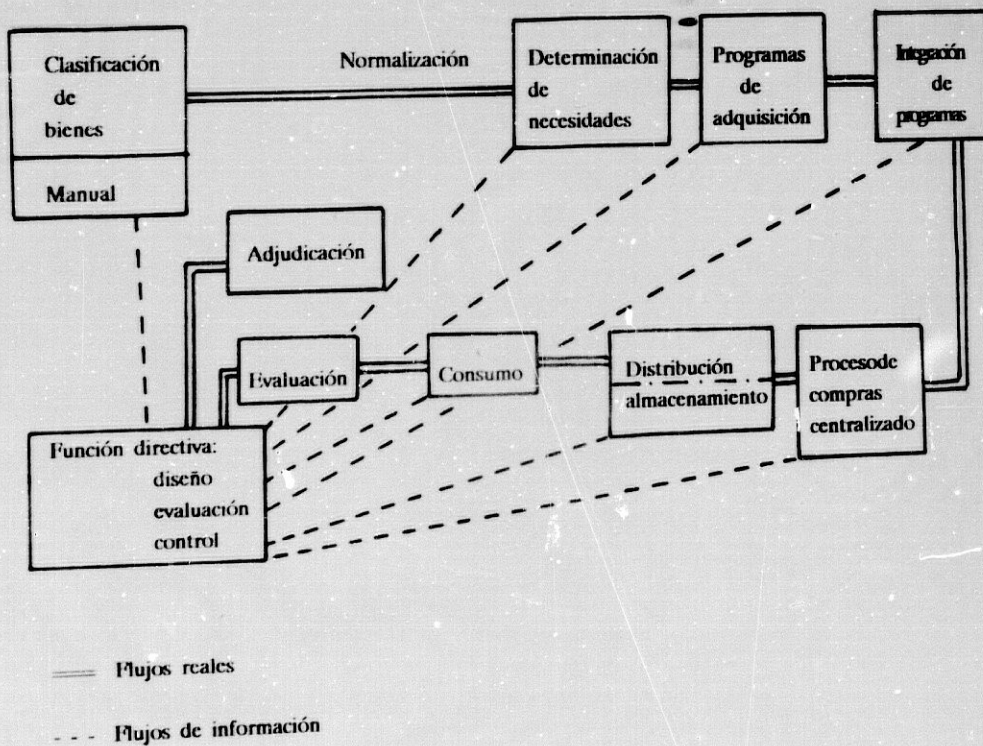 Clasificación
de
bienes
Manual
Normalización
Determinación
de
necesidades
Programas
de
adquisición
Integración
de
programas
Adjudicación
Evaluación
Consumo
Distribución
almacenamiento
Procesode
compras
centralizado
Función directiva:
diseño
evaluación
control
Flujos reales
Flujos de información